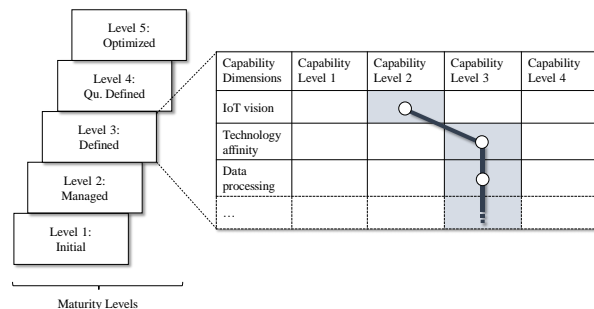 Level 5:
Optimized
Level 4:
Qu. Defined
Level 3:
Defined
Level 2:
Managed
Level 1:
Initial
Maturity Levels
Capability Dimensions
Capability Level 1
Capability Level 2
Capability Level 3
Capability Level 4
IoT vision
Technology affinity
Data processing
…